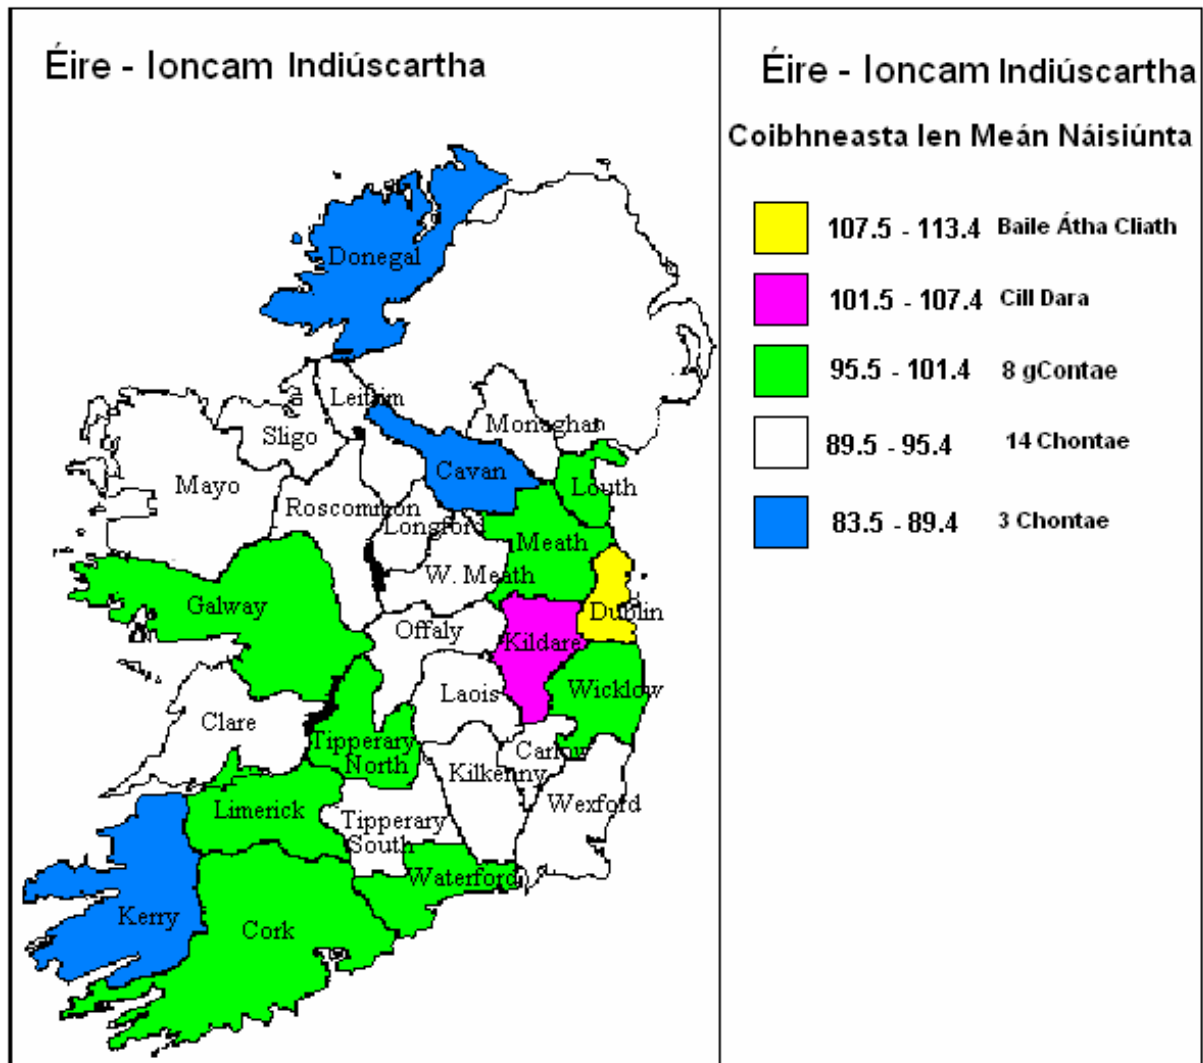 Éire - Ioncam Indiúscartha
Donegal
Leitrim
Sligo
Monaghan
Mayo
Cavan
Louth
Roscommon
Longford
Meath
W. Meath
Galway
Dublin
Offaly
Kildare
Laois
Wicklow
Clare
Tipperary
North
Carlow
Kilkenny
Limerick
Wexford
Tipperary
South
Waterford
Kerry
Cork
Éire - Ioncam Indiúscartha
Coibhneasta len Meán Náisiúnta
107.5 - 113.4 Baile Átha Cliath
101.5 - 107.4 Cill Dara
95.5 - 101.4 8 gContae
89.5 - 95.4 14 Chontae
83.5 - 89.4 3 Chontae